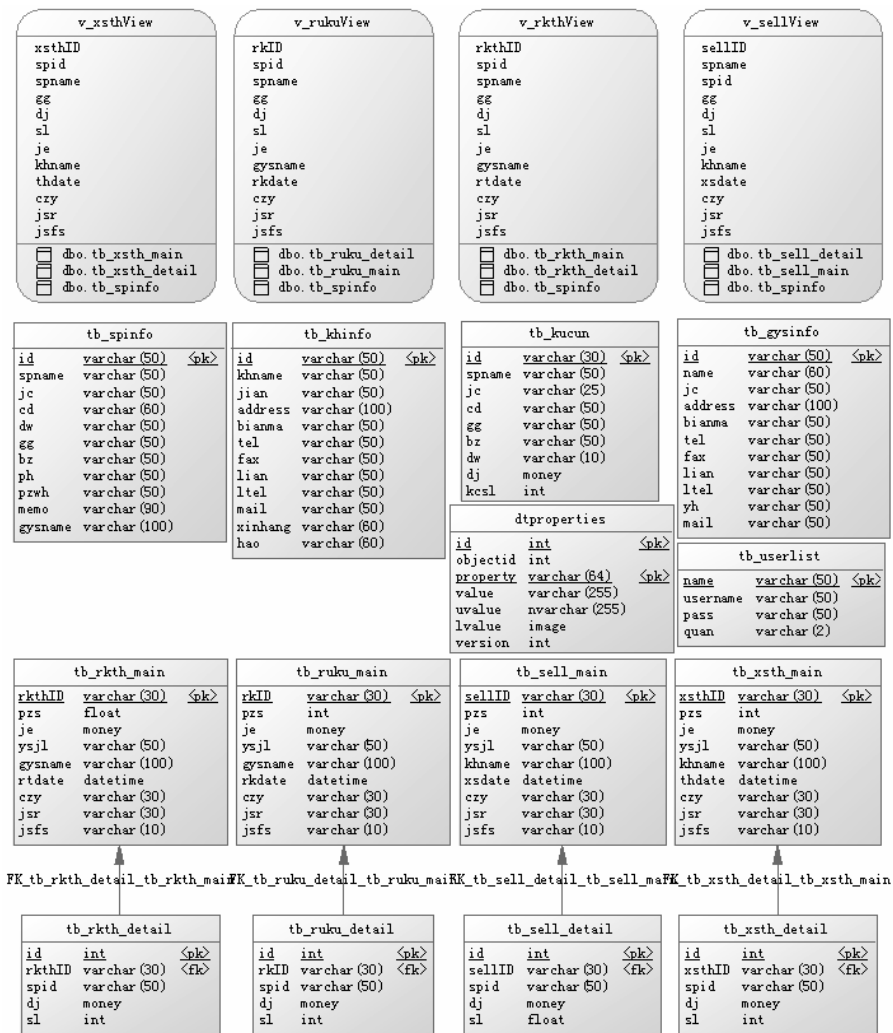 v_xsthView
xsthID
spid
spname
gg
dj
sl
je
khname
thdate
czy
jsr
jsfs
dbo.tb_xsth_main
dbo.tb_xsth_detail
dbo.tb_spinfo
v_rukuView
rkID
spid
spname
gg
dj
sl
je
gysname
rkdate
czy
jsr
jsfs
dbo.tb_ruku_detail
dbo.tb_ruku_main
dbo.tb_spinfo
v_rkthView
rkthID
spid
spname
gg
dj
sl
je
gysname
rtdate
czy
jsr
jsfs
dbo.tb_rkth_main
dbo.tb_rkth_detail
dbo.tb_spinfo
v_sellView
sellID
spname
spid
gg
dj
sl
je
khname
xsdate
czy
jsr
jsfs
dbo.tb_sell_detail
dbo.tb_sell_main
dbo.tb_spinfo
tb_spinfo
id varchar(50) <pk>
spname varchar(50)
jc varchar(50)
cd varchar(60)
dw varchar(50)
gg varchar(50)
bz varchar(50)
ph varchar(50)
pzwh varchar(50)
memo varchar(90)
gysname varchar(100)
tb_khinfo
id varchar(50) <pk>
khname varchar(50)
jian varchar(50)
address varchar(100)
bianma varchar(50)
tel varchar(50)
fax varchar(50)
lian varchar(50)
ltel varchar(50)
mail varchar(50)
xinhang varchar(60)
hao varchar(60)
tb_kucun
id varchar(30) <pk>
spname varchar(50)
jc varchar(25)
cd varchar(50)
gg varchar(50)
bz varchar(50)
dw varchar(10)
dj money
kcsl int
tb_gysinfo
id varchar(50) <pk>
name varchar(60)
jc varchar(50)
address varchar(100)
bianma varchar(50)
tel varchar(50)
fax varchar(50)
lian varchar(50)
ltel varchar(50)
yh varchar(50)
mail varchar(50)
dtproperties
id int <pk>
objectid int
property varchar(64) <pk>
value varchar(255)
uvalue nvarchar(255)
lvalue image
version int
tb_userlist
name varchar(50) <pk>
username varchar(50)
pass varchar(50)
quan varchar(2)
tb_rkth_main
rkthID varchar(30) <pk>
pzs float
je money
ysjl varchar(50)
gysname varchar(100)
rtdate datetime
czy varchar(30)
jsr varchar(30)
jsfs varchar(10)
tb_ruku_main
rkID varchar(30) <pk>
pzs int
je money
ysjl varchar(50)
gysname varchar(100)
rkdate datetime
czy varchar(30)
jsr varchar(30)
jsfs varchar(10)
tb_sell_main
sellID varchar(30) <pk>
pzs int
je money
ysjl varchar(50)
khname varchar(100)
xsdate datetime
czy varchar(30)
jsr varchar(30)
jsfs varchar(10)
tb_xsth_main
xsthID varchar(30) <pk>
pzs int
je money
ysjl varchar(50)
khname varchar(100)
thdate datetime
czy varchar(30)
jsr varchar(30)
jsfs varchar(10)
FK_tb_rkth_detail_tb_rkth_main
FK_tb_ruku_detail_tb_ruku_main
FK_tb_sell_detail_tb_sell_main
FK_tb_xsth_detail_tb_xsth_main
tb_rkth_detail
id int <pk>
rkthID varchar(30) <fk>
spid varchar(50)
dj money
sl int
tb_ruku_detail
id int <pk>
rkID varchar(30) <fk>
spid varchar(50)
dj money
sl int
tb_sell_detail
id int <pk>
sellID varchar(30) <fk>
spid varchar(50)
dj money
sl float
tb_xsth_detail
id int <pk>
xsthID varchar(30) <fk>
spid varchar(50)
dj money
sl int